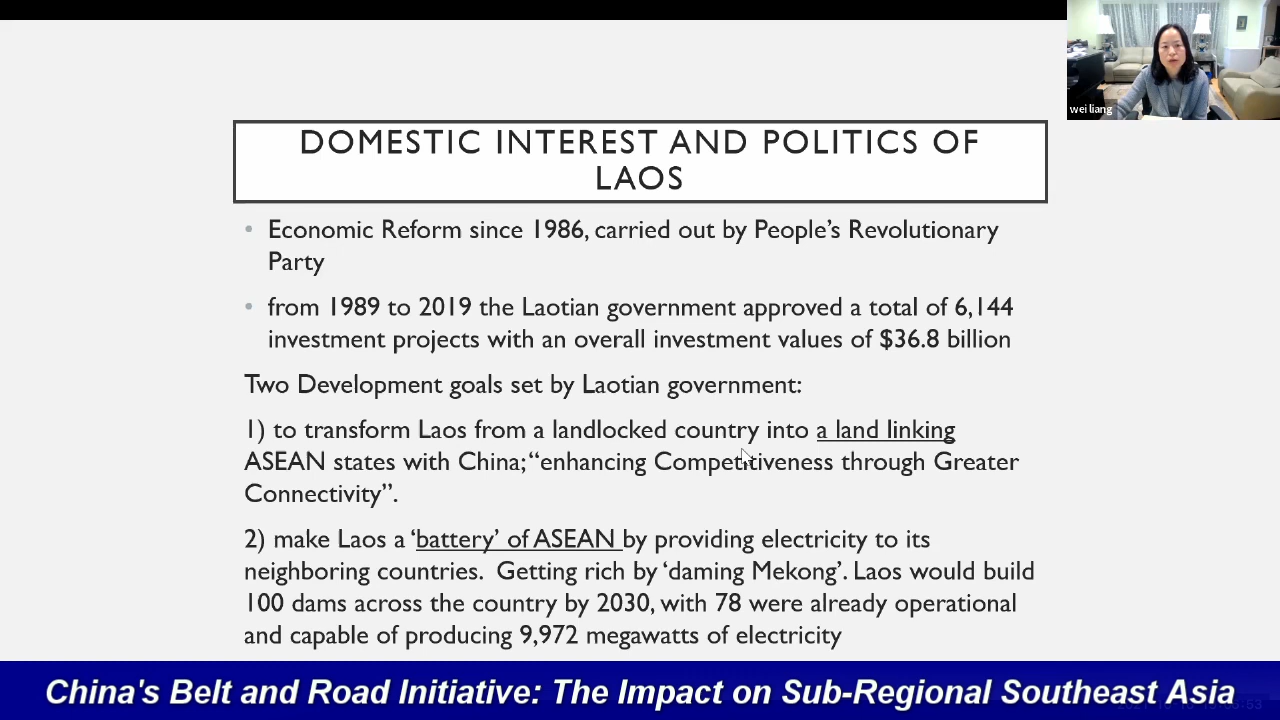 wei liang
DOMESTIC INTEREST AND POLITICS OF
LAOS
• Economic Reform since 1986, carried out by People’s Revolutionary
Party
• from 1989 to 2019 the Laotian government approved a total of 6,144
investment projects with an overall investment values of $36.8 billion
Two Development goals set by Laotian government:
1) to transform Laos from a landlocked country into a land linking
ASEAN states with China; “enhancing Competitiveness through Greater
Connectivity”.
2) make Laos a ‘battery’ of ASEAN by providing electricity to its
neighboring countries. Getting rich by ‘daming Mekong’. Laos would build
100 dams across the country by 2030, with 78 were already operational
and capable of producing 9,972 megawatts of electricity
China's Belt and Road Initiative: The Impact on Sub-Regional Southeast Asia